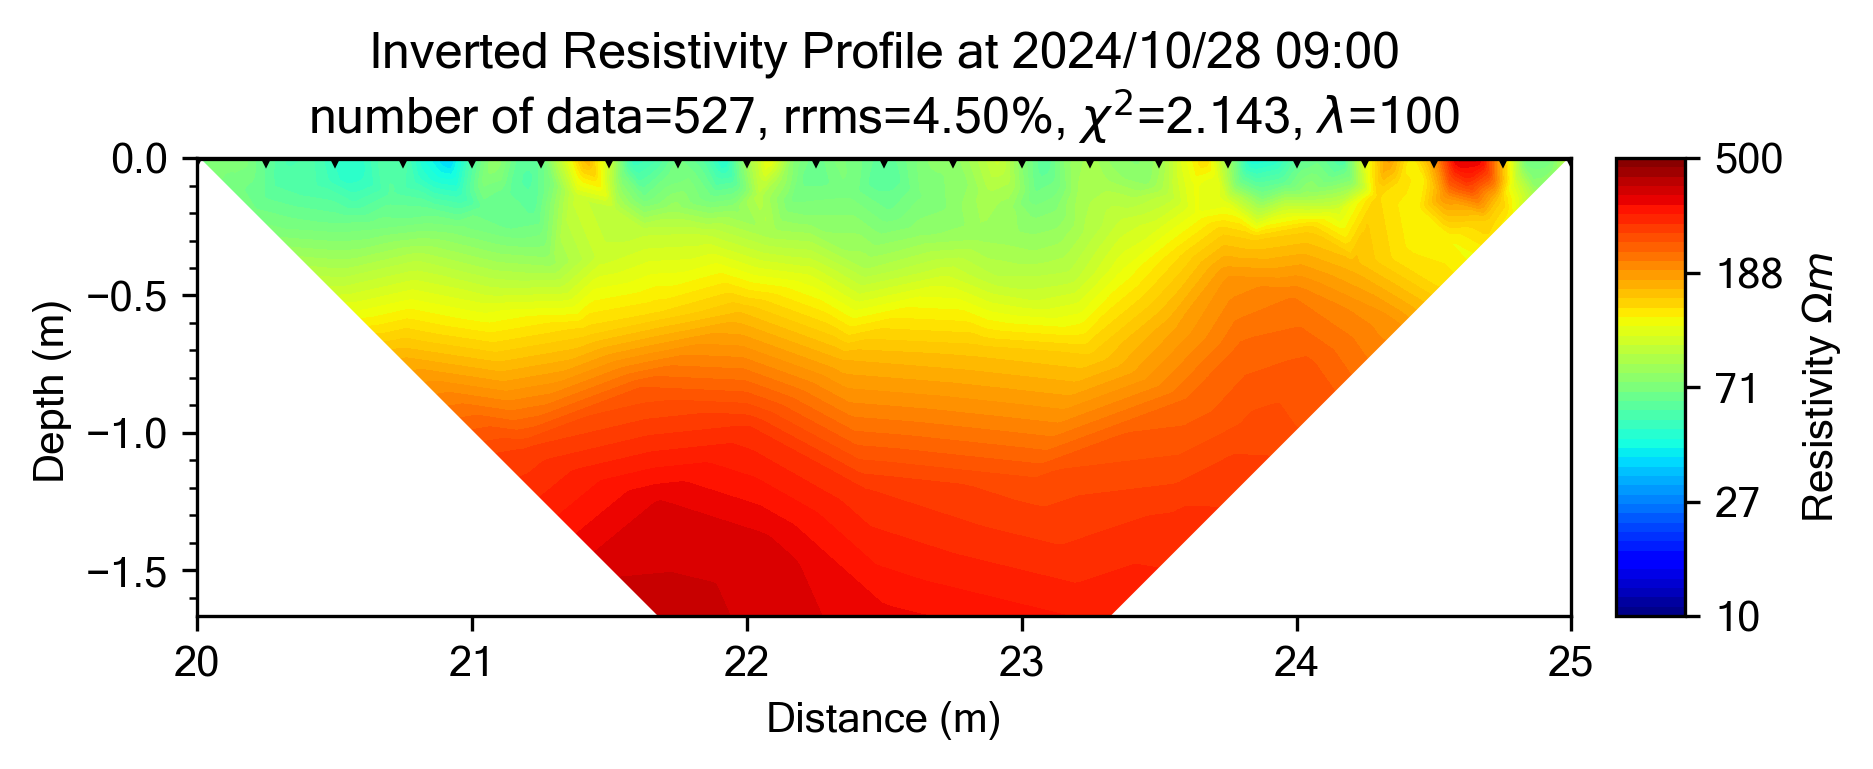 Inverted Resistivity Profile at 2024/10/28 09:00
number of data=527, rrms=4.50%, χ²=2.143, λ=100
0.0
−0.5
−1.0
−1.5
Depth (m)
20 21 22 23 24 25
Distance (m)
500
188
71
27
10
Resistivity Ωm